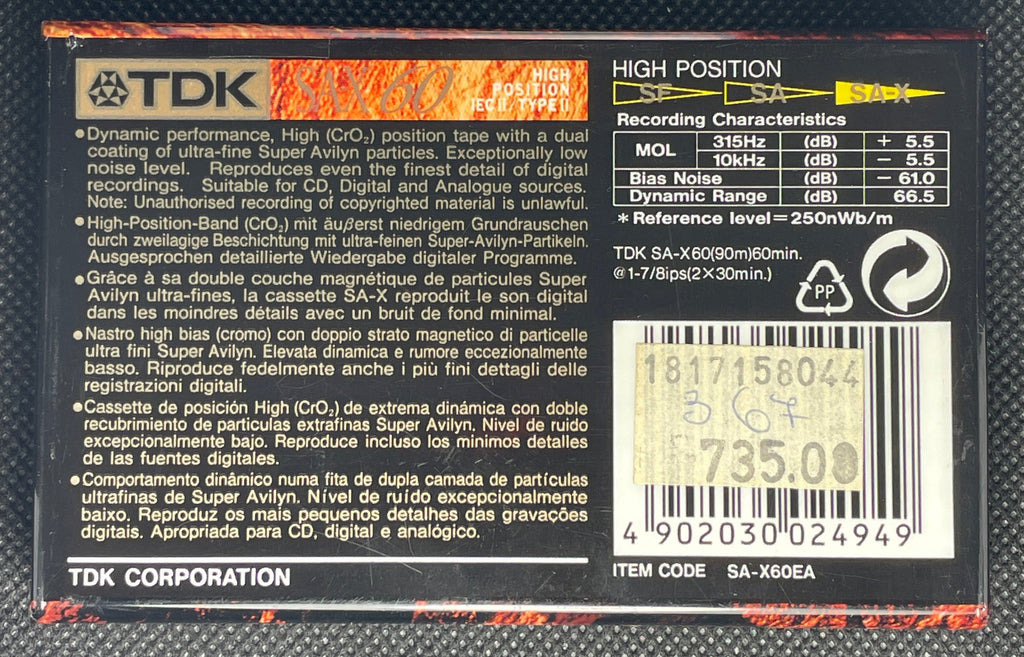 TDK SA-X 60 HIGH
POSITION
IEC II, TYPE II
•Dynamic performance, High (CrO₂) position tape with a dual
coating of ultra-fine Super Avilyn particles. Exceptionally low
noise level. Reproduces even the finest detail of digital
recordings. Suitable for CD, Digital and Analogue sources.
Note: Unauthorised recording of copyrighted material is unlawful.
•High-Position-Band (CrO₂) mit äußerst niedrigem Grundrauschen
durch zweilagige Beschichtung mit ultra-feinen Super-Avilyn-Partikeln.
Ausgesprochen detaillierte Wiedergabe digitaler Programme.
•Grâce à sa double couche magnétique de particules Super
Avilyn ultra-fines, la cassette SA-X reproduit le son digital
dans les moindres détails avec un bruit de fond minimal.
•Nastro high bias (cromo) con doppio strato magnetico di particelle
ultra fini Super Avilyn. Elevata dinamica e rumore eccezionalmente
basso. Riproduce fedelmente anche i più fini dettagli delle
registrazioni digitali.
•Cassette de posición High (CrO₂) de extrema dinámica con doble
recubrimiento de particulas extrafinas Super Avilyn. Nivel de ruido
excepcionalmente bajo. Reproduce incluso los mínimos detalles
de las fuentes digitales.
•Comportamento dinámico numa fita de dupla camada de partículas
ultrafinas de Super Avilyn. Nível de ruído excepcionalmente
baixo. Reproduz os mais pequenos detalhes das gravações
digitais. Apropriada para CD, digital e analógico.
TDK CORPORATION
HIGH POSITION
SF SA SA-X
Recording Characteristics
MOL 315Hz (dB) + 5.5
10kHz (dB) − 5.5
Bias Noise (dB) − 61.0
Dynamic Range (dB) 66.5
*Reference level=250nWb/m
TDK SA-X60(90m)60min.
@1-7/8ips(2×30min.)
PP
1817158044
3 67
735.00
4 902030 024949
ITEM CODE SA-X60EA